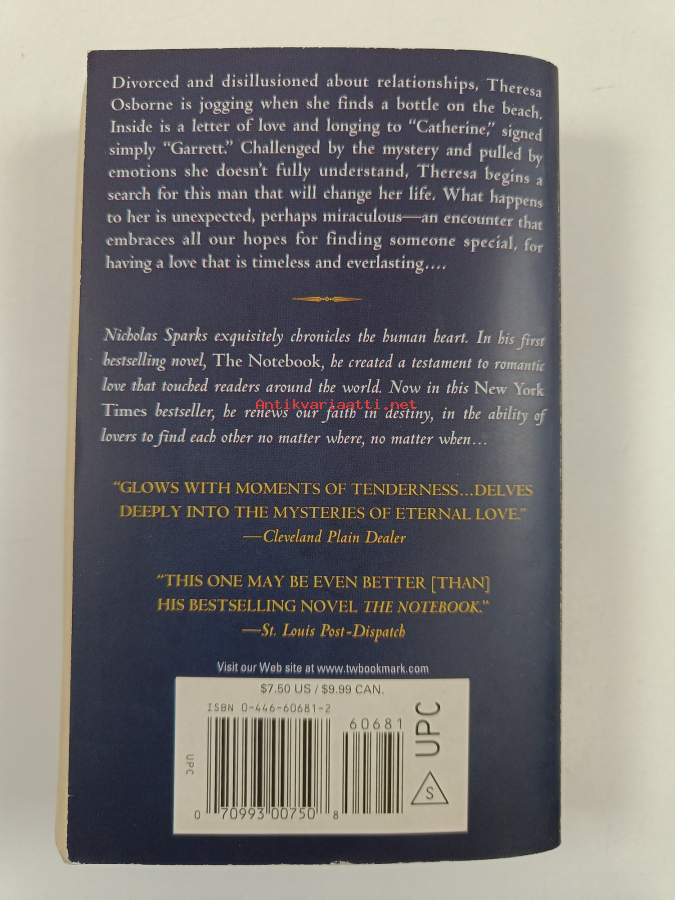 Divorced and disillusioned about relationships, Theresa
Osborne is jogging when she finds a bottle on the beach.
Inside is a letter of love and longing to “Catherine,” signed
simply “Garrett.” Challenged by the mystery and pulled by
emotions she doesn’t fully understand, Theresa begins a
search for this man that will change her life. What happens
to her is unexpected, perhaps miraculous—an encounter that
embraces all our hopes for finding someone special, for
having a love that is timeless and everlasting....
Nicholas Sparks exquisitely chronicles the human heart. In his first
bestselling novel, The Notebook, he created a testament to romantic
love that touched readers around the world. Now in this New York
Antikvariaatti.net
Times bestseller, he renews our faith in destiny, in the ability of
lovers to find each other no matter where, no matter when...
“GLOWS WITH MOMENTS OF TENDERNESS...DELVES
DEEPLY INTO THE MYSTERIES OF ETERNAL LOVE.”
—Cleveland Plain Dealer
“THIS ONE MAY BE EVEN BETTER [THAN]
HIS BESTSELLING NOVEL THE NOTEBOOK.”
—St. Louis Post-Dispatch
Visit our Web site at www.twbookmark.com
$7.50 US / $9.99 CAN.
ISBN 0-446-60681-2
60681
UPC
UPC
S
0 70993 00750 8